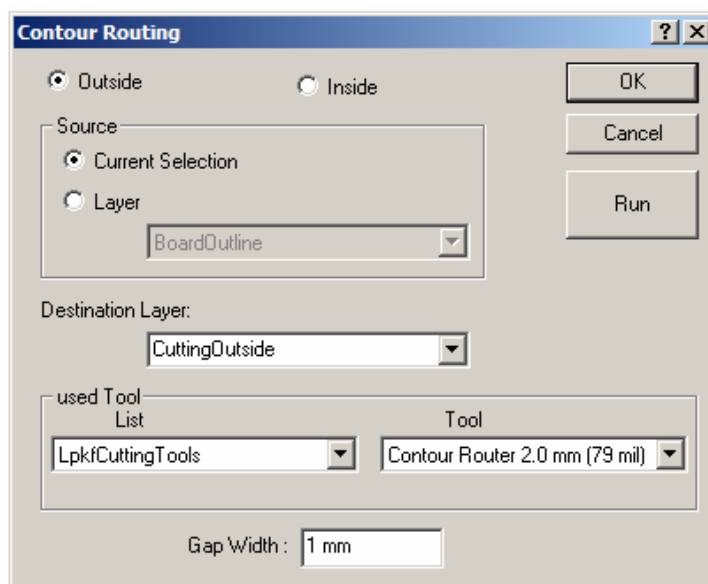 Contour Routing ? X
Outside Inside OK
Source Cancel
Current Selection
Layer Run
BoardOutline
Destination Layer:
CuttingOutside
used Tool
List Tool
LpkfCuttingTools Contour Router 2.0 mm (79 mil)
Gap Width : 1 mm